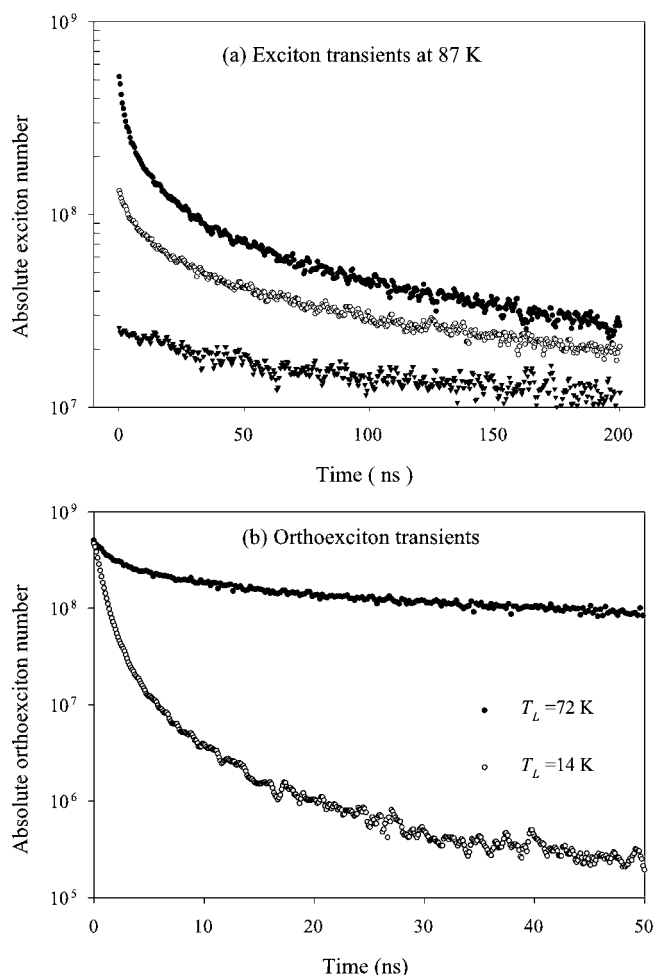 10⁹
(a) Exciton transients at 87 K
10⁸
10⁷
Absolute exciton number
0 50 100 150 200
Time ( ns )
10⁹
(b) Orthoexciton transients
10⁸
10⁷
T_L =72 K
T_L =14 K
10⁶
10⁵
Absolute orthoexciton number
0 10 20 30 40 50
Time (ns)